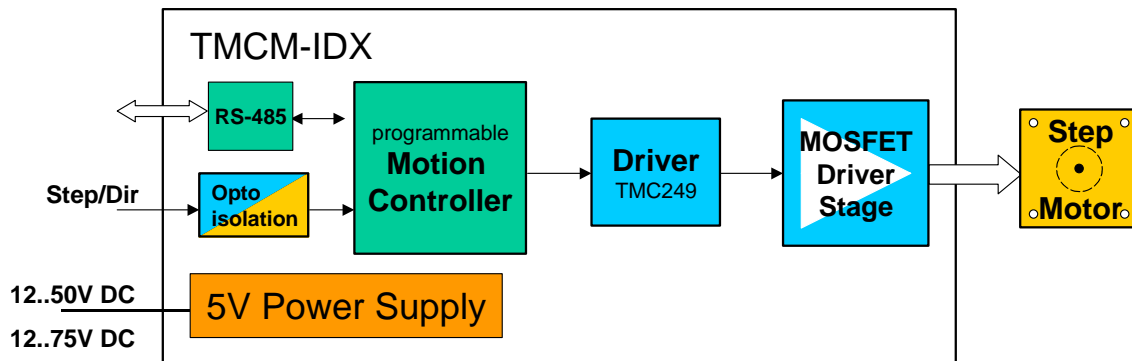 TMCM-IDX
RS-485
programmable
Motion
Controller
Driver
TMC249
MOSFET
Driver
Stage
Step
Motor
Step/Dir
Opto
isolation
12..50V DC
12..75V DC
5V Power Supply